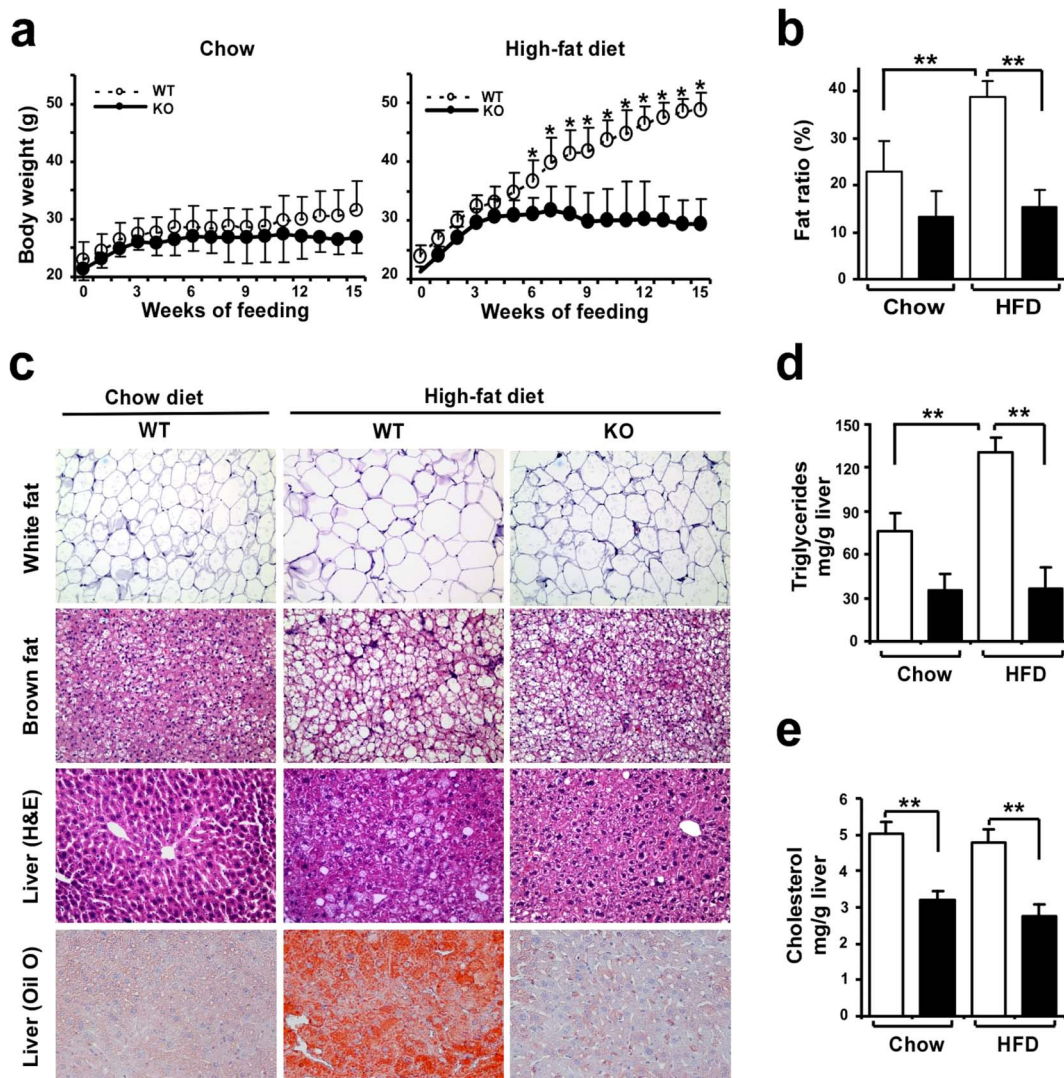 a
Chow
High-fat diet
Body weight (g)
50
40
30
20
WT
KO
0 3 6 9 12 15
Weeks of feeding
50
40
30
20
WT
KO
* * * * * * * * * *
0 3 6 9 12 15
Weeks of feeding
b
Fat ratio (%)
40
30
20
10
0
** **
Chow HFD
c
Chow diet High-fat diet
WT WT KO
White fat
Brown fat
Liver (H&E)
Liver (Oil O)
d
Triglycerides
mg/g liver
150
120
90
60
30
0
** **
Chow HFD
e
Cholesterol
mg/g liver
6
5
4
3
2
1
0
** **
Chow HFD